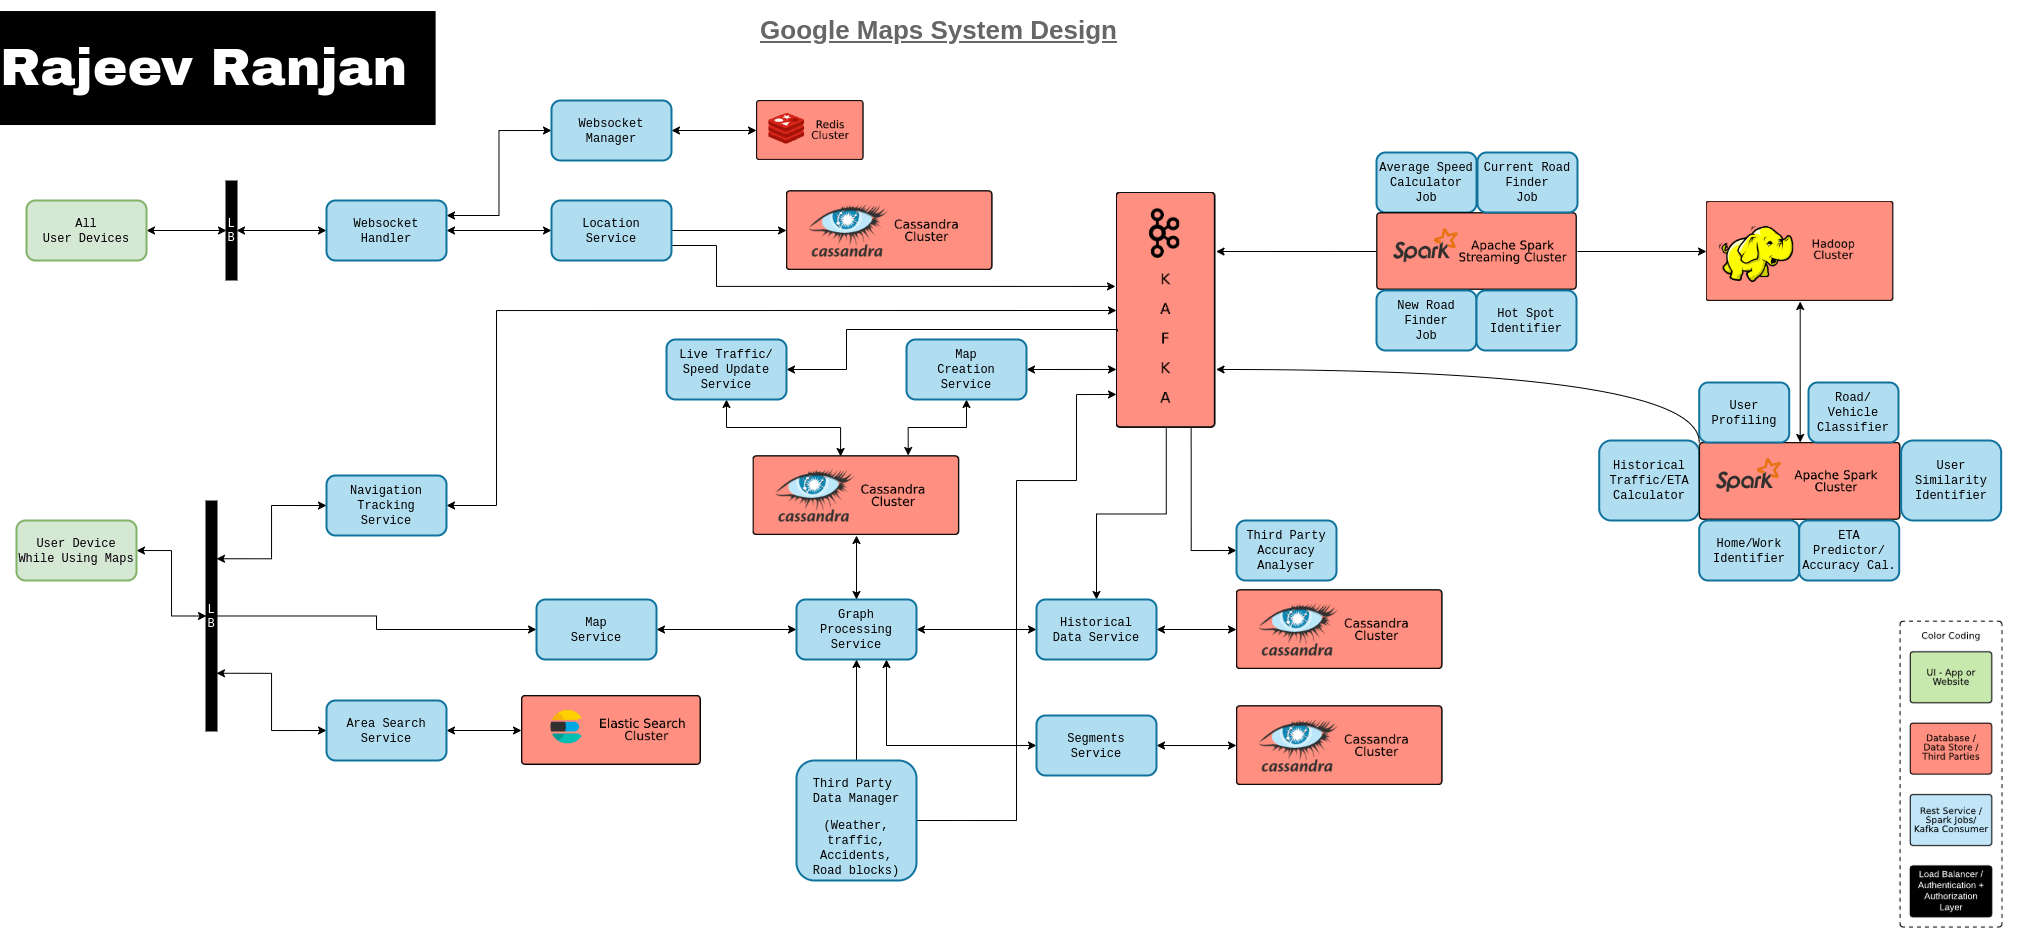 Google Maps System Design
Rajeev Ranjan
Websocket
Manager
Redis
Cluster
All
User Devices
L
B
Websocket
Handler
Location
Service
cassandra
Cassandra
Cluster
K
A
F
K
A
Average Speed
Calculator
Job
Current Road
Finder
Job
Spark
Apache Spark
Streaming Cluster
New Road
Finder
Job
Hot Spot
Identifier
Hadoop
Cluster
Live Traffic/
Speed Update
Service
Map
Creation
Service
cassandra
Cassandra
Cluster
User
Profiling
Road/
Vehicle
Classifier
Historical
Traffic/ETA
Calculator
Spark
Apache Spark
Cluster
User
Similarity
Identifier
Home/Work
Identifier
ETA
Predictor/
Accuracy Cal.
Navigation
Tracking
Service
User Device
While Using Maps
L
B
Map
Service
Graph
Processing
Service
Historical
Data Service
Third Party
Accuracy
Analyser
cassandra
Cassandra
Cluster
Area Search
Service
Elastic Search
Cluster
Segments
Service
cassandra
Cassandra
Cluster
Third Party
Data Manager
(Weather,
traffic,
Accidents,
Road blocks)
Color Coding
UI - App or
Website
Database /
Data Store /
Third Parties
Rest Service /
Spark Jobs/
Kafka Consumer
Load Balancer /
Authentication +
Authorization
Layer